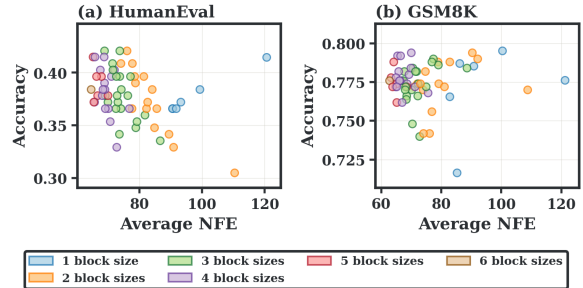 (a) HumanEval
(b) GSM8K
Accuracy
0.40
0.35
0.30
80
100
120
Average NFE
Accuracy
0.800
0.775
0.750
0.725
60
80
100
120
Average NFE
1 block size
3 block sizes
5 block sizes
6 block sizes
2 block sizes
4 block sizes